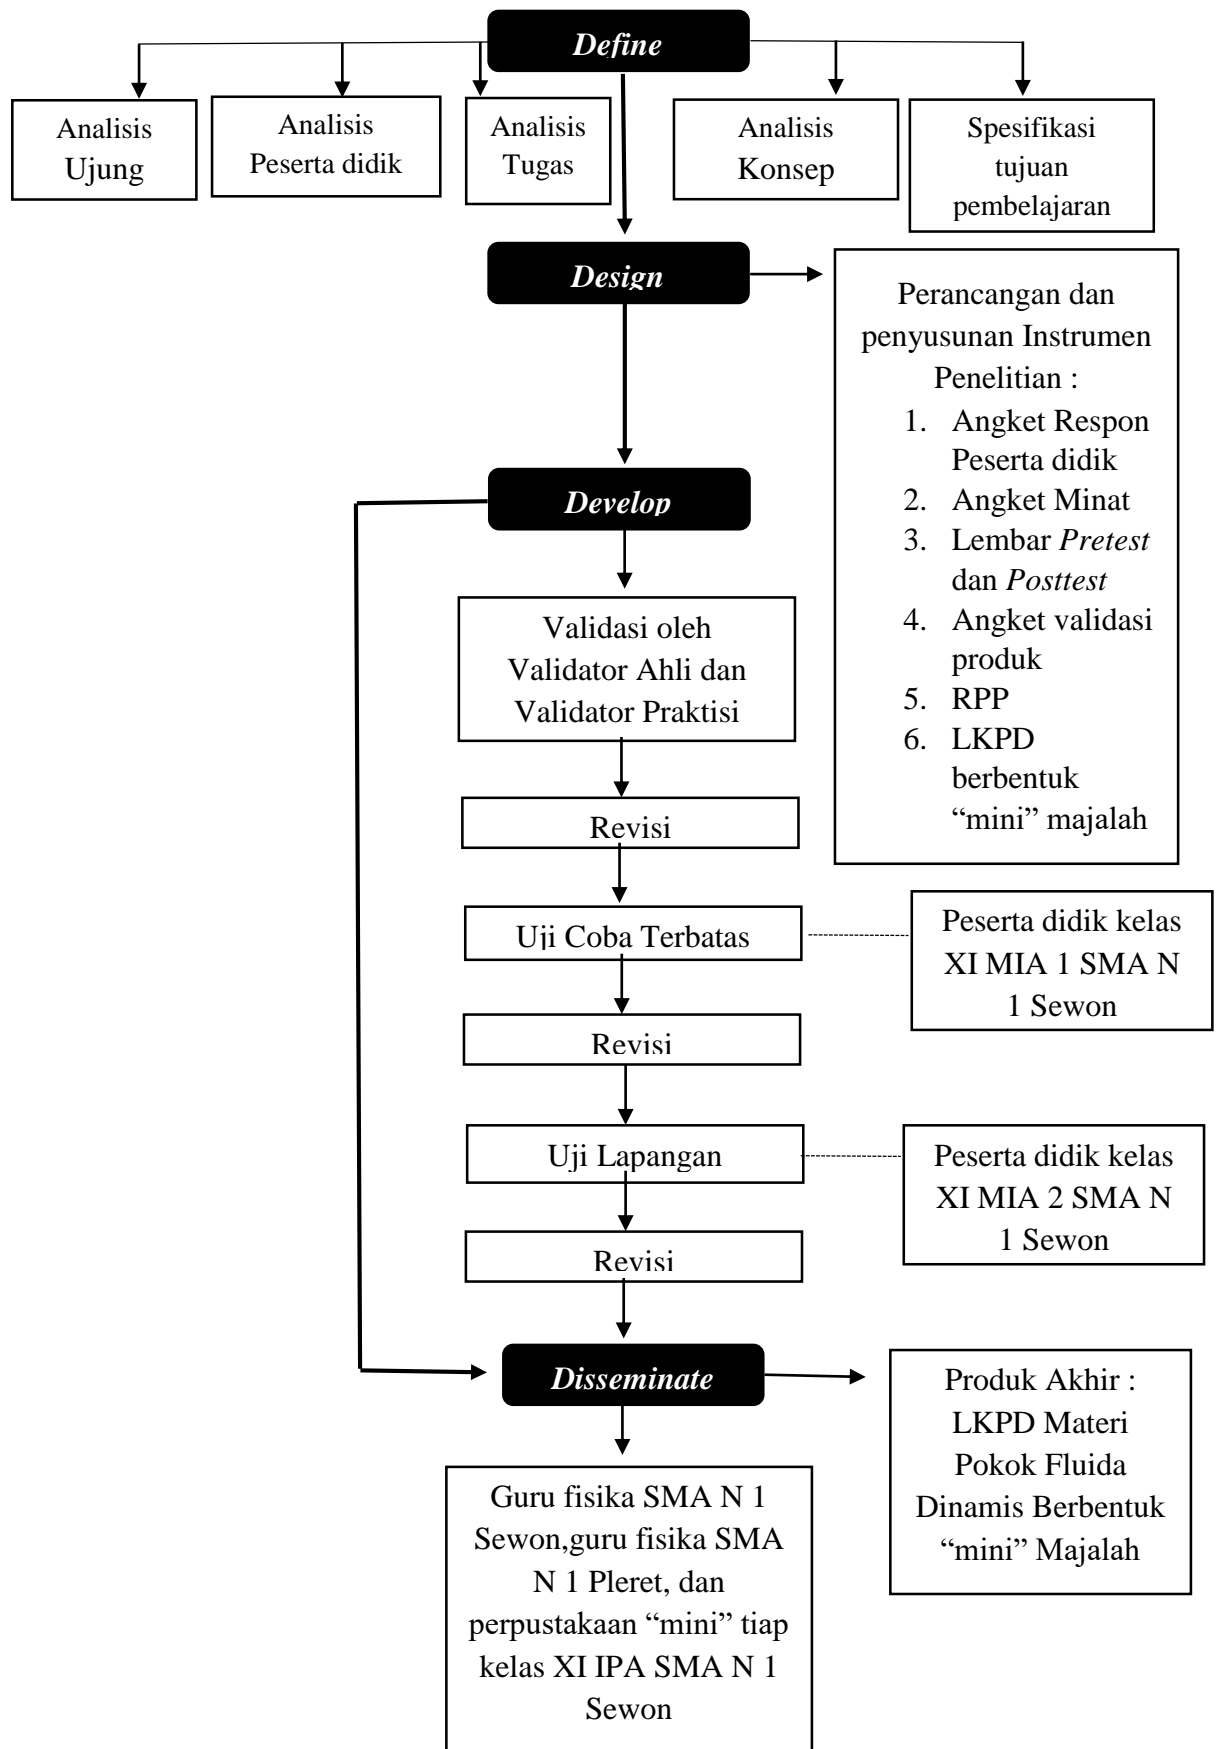 Define
Analisis
Ujung
Analisis
Peserta didik
Analisis
Tugas
Analisis
Konsep
Spesifikasi
tujuan
pembelajaran
Design
Perancangan dan
penyusunan Instrumen
Penelitian :
1. Angket Respon
Peserta didik
2. Angket Minat
3. Lembar Pretest
dan Posttest
4. Angket validasi
produk
5. RPP
6. LKPD
berbentuk
“mini” majalah
Develop
Validasi oleh
Validator Ahli dan
Validator Praktisi
Revisi
Uji Coba Terbatas
Peserta didik kelas
XI MIA 1 SMA N
1 Sewon
Revisi
Uji Lapangan
Peserta didik kelas
XI MIA 2 SMA N
1 Sewon
Revisi
Disseminate
Produk Akhir :
LKPD Materi
Pokok Fluida
Dinamis Berbentuk
“mini” Majalah
Guru fisika SMA N 1
Sewon,guru fisika SMA
N 1 Pleret, dan
perpustakaan “mini” tiap
kelas XI IPA SMA N 1
Sewon